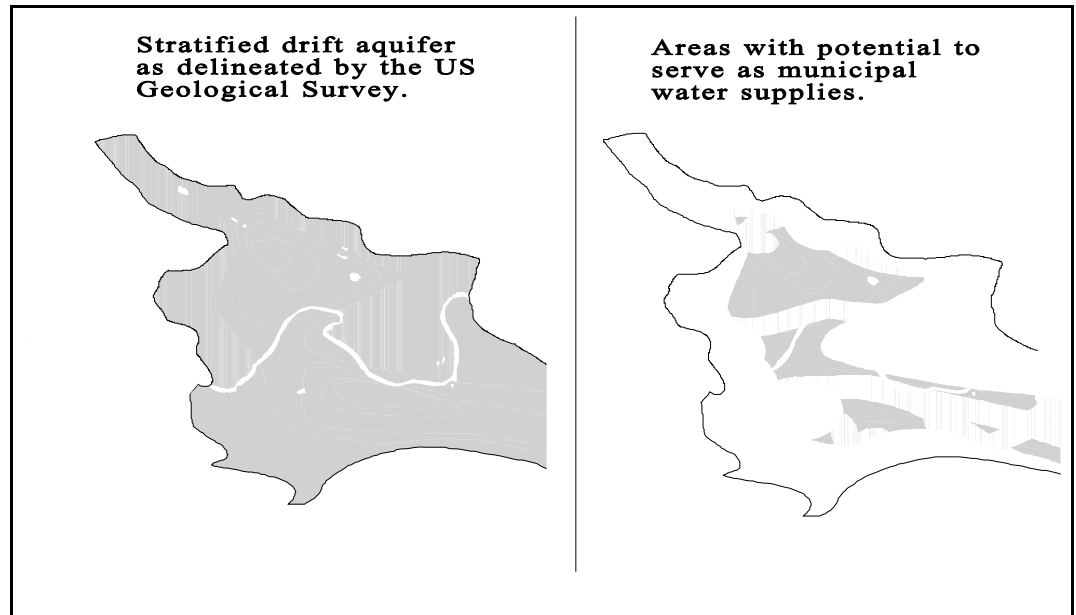 Stratified drift aquifer
as delineated by the US
Geological Survey.
Areas with potential to
serve as municipal
water supplies.